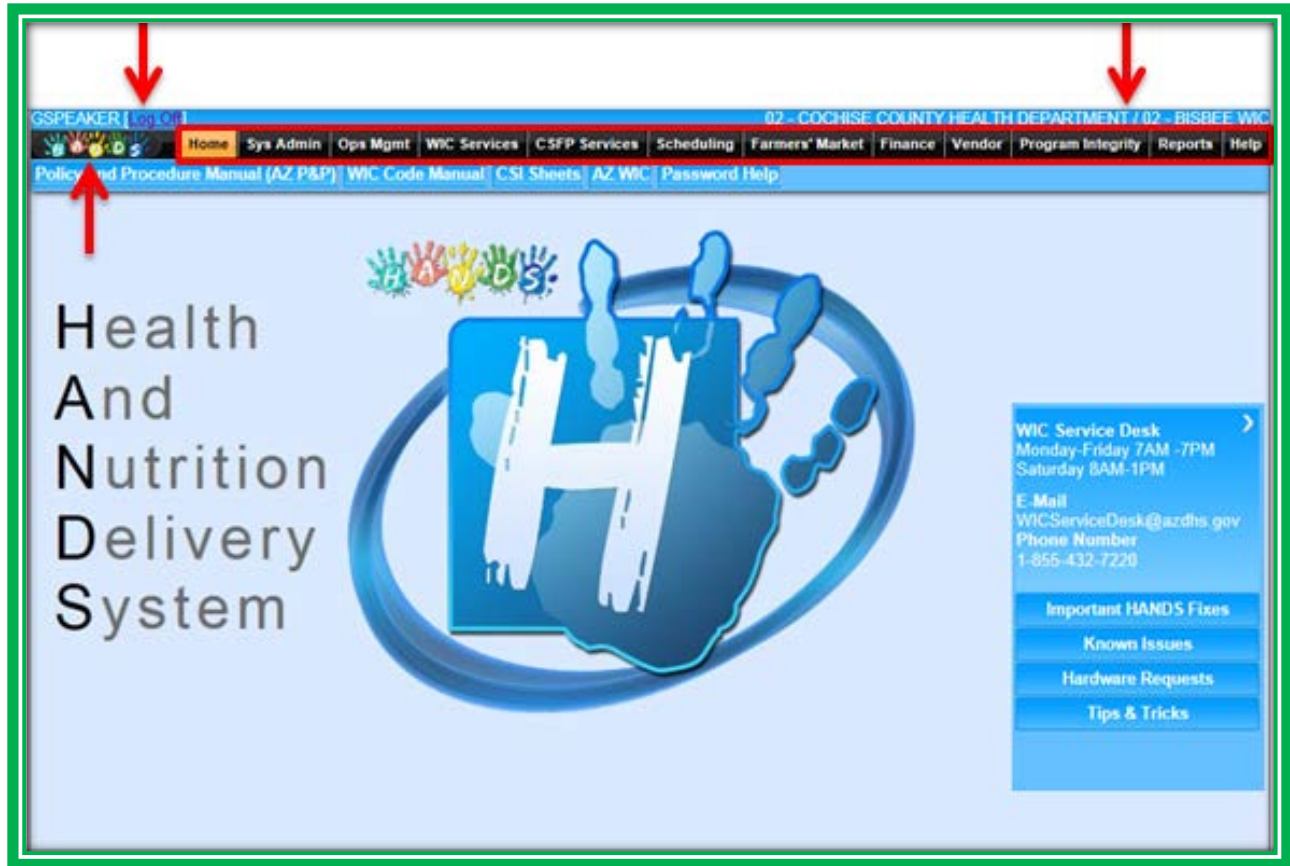 GSPEAKER [Log Off] 02 - COCHISE COUNTY HEALTH DEPARTMENT / 02 - BISBEE WIC
HANDS Home Sys Admin Ops Mgmt WIC Services CSFP Services Scheduling Farmers' Market Finance Vendor Program Integrity Reports Help
Policy and Procedure Manual (AZ P&P) WIC Code Manual CSI Sheets AZ WIC Password Help
HANDS
H
Health
And
Nutrition
Delivery
System
WIC Service Desk
Monday-Friday 7AM -7PM
Saturday 8AM-1PM
E-Mail
WICServiceDesk@azdhs.gov
Phone Number
1-855-432-7220
Important HANDS Fixes
Known Issues
Hardware Requests
Tips & Tricks